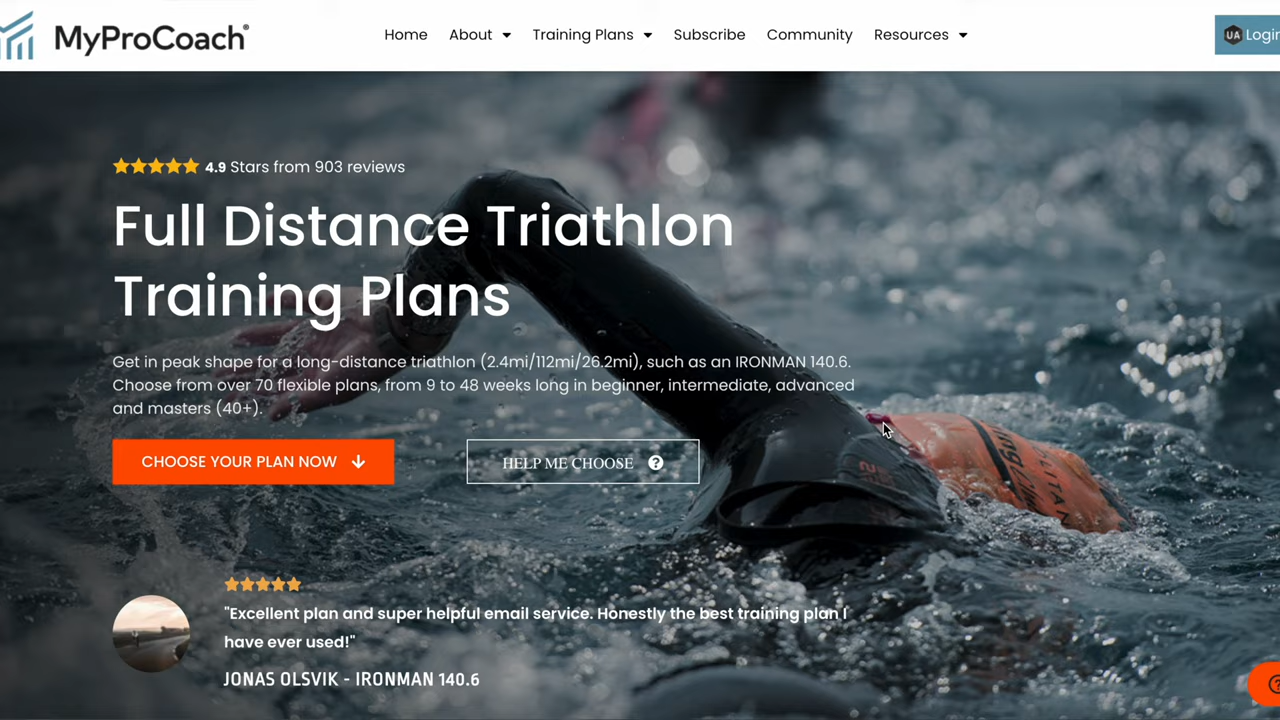 MyProCoach®
Home About Training Plans Subscribe Community Resources
UA Login
4.9 Stars from 903 reviews
Full Distance Triathlon
Training Plans
Get in peak shape for a long-distance triathlon (2.4mi/112mi/26.2mi), such as an IRONMAN 140.6.
Choose from over 70 flexible plans, from 9 to 48 weeks long in beginner, intermediate, advanced
and masters (40+).
CHOOSE YOUR PLAN NOW
HELP ME CHOOSE ?
"Excellent plan and super helpful email service. Honestly the best training plan I
have ever used!"
JONAS OLSVIK - IRONMAN 140.6